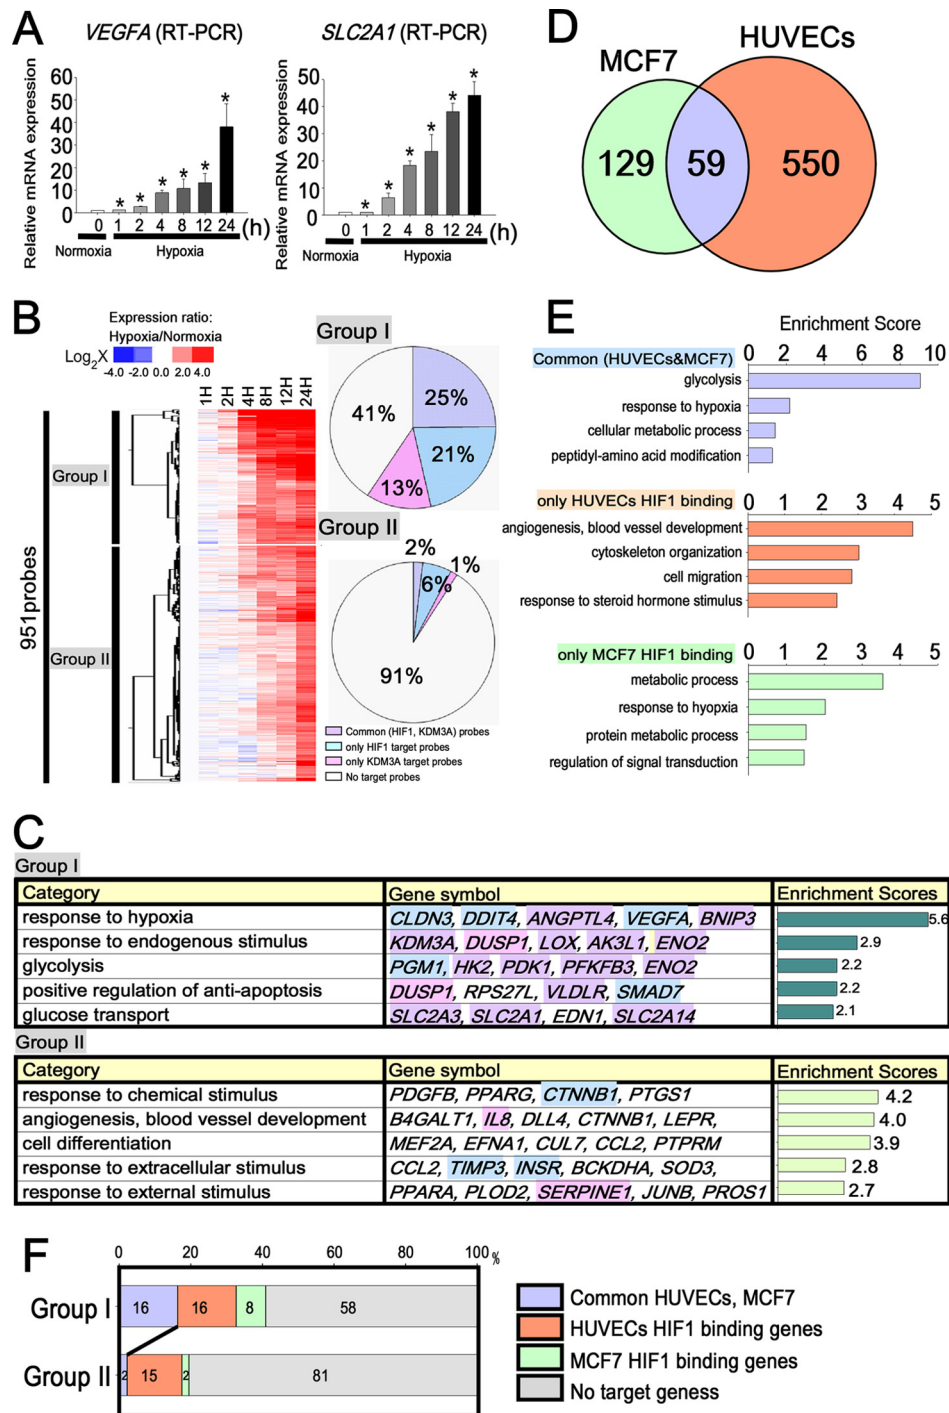 A
VEGFA (RT-PCR)
Relative mRNA expression
60
50
40
30
20
10
0
* * * * * *
0 1 2 4 8 12 24 (h)
Normoxia Hypoxia
SLC2A1 (RT-PCR)
Relative mRNA expression
50
40
30
20
10
0
* * * * * *
0 1 2 4 8 12 24 (h)
Normoxia Hypoxia
D
MCF7 HUVECs
129 59 550
B
Expression ratio:
Hypoxia/Normoxia
Log2X
-4.0 -2.0 0.0 2.0 4.0
1H 2H 4H 8H 12H 24H
951probes
Group I
Group II
Group I
25%
21%
13%
41%
Group II
2%
6%
1%
91%
Common (HIF1, KDM3A) probes
only HIF1 target probes
only KDM3A target probes
No target probes
E
Enrichment Score
Common (HUVECs&MCF7) 0 2 4 6 8 10
glycolysis
response to hypoxia
cellular metabolic process
peptidyl-amino acid modification
only HUVECs HIF1 binding 0 1 2 3 4 5
angiogenesis, blood vessel development
cytoskeleton organization
cell migration
response to steroid hormone stimulus
only MCF7 HIF1 binding 0 1 2 3 4 5
metabolic process
response to hyopxia
protein metabolic process
regulation of signal transduction
C
Group I
Category Gene symbol Enrichment Scores
response to hypoxia CLDN3, DDIT4, ANGPTL4, VEGFA, BNIP3 5.6
response to endogenous stimulus KDM3A, DUSP1, LOX, AK3L1, ENO2 2.9
glycolysis PGM1, HK2, PDK1, PFKFB3, ENO2 2.2
positive regulation of anti-apoptosis DUSP1, RPS27L, VLDLR, SMAD7 2.2
glucose transport SLC2A3, SLC2A1, EDN1, SLC2A14 2.1
Group II
Category Gene symbol Enrichment Scores
response to chemical stimulus PDGFB, PPARG, CTNNB1, PTGS1 4.2
angiogenesis, blood vessel development B4GALT1, IL8, DLL4, CTNNB1, LEPR, 4.0
cell differentiation MEF2A, EFNA1, CUL7, CCL2, PTPRM 3.9
response to extracellular stimulus CCL2, TIMP3, INSR, BCKDHA, SOD3, 2.8
response to external stimulus PPARA, PLOD2, SERPINE1, JUNB, PROS1 2.7
F
0 20 40 60 80 100 %
Group I 16 16 8 58
Group II 2 15 2 81
Common HUVECs, MCF7
HUVECs HIF1 binding genes
MCF7 HIF1 binding genes
No target geness